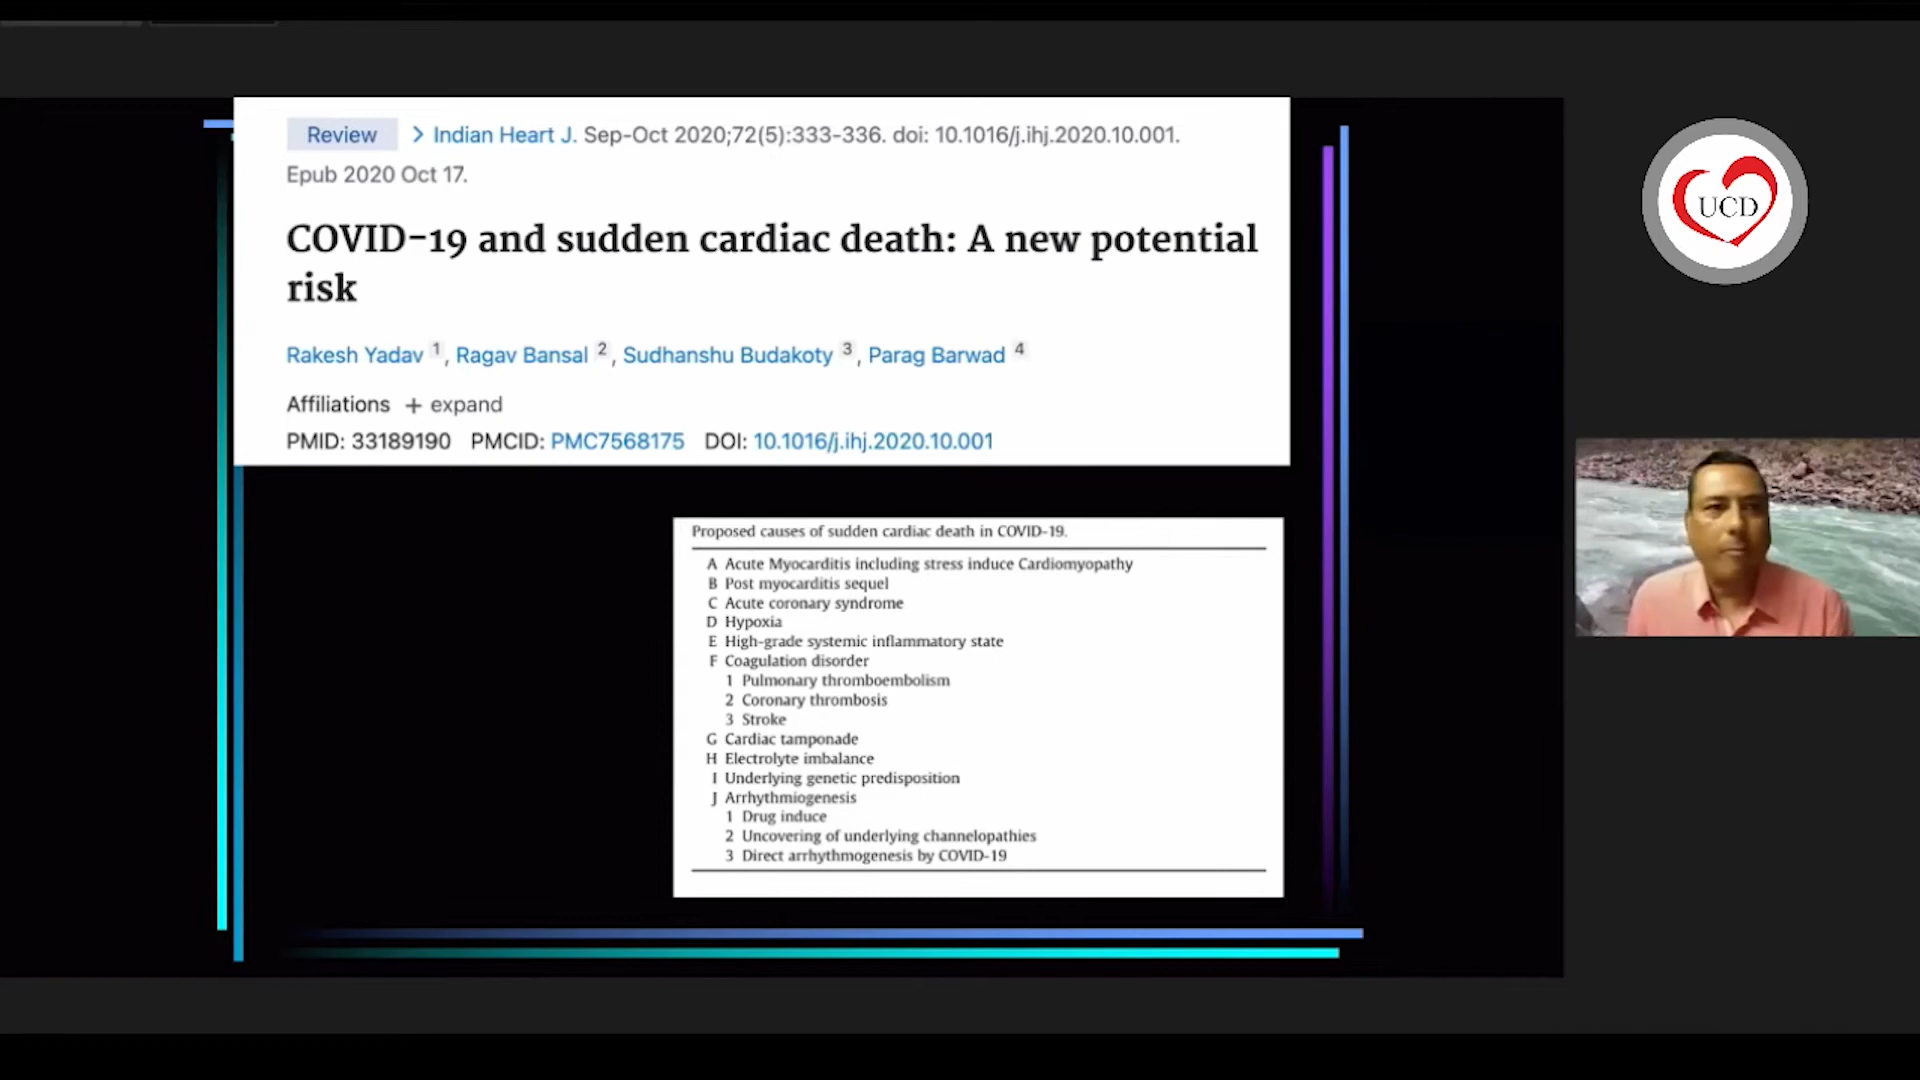 Review > Indian Heart J. Sep-Oct 2020;72(5):333-336. doi: 10.1016/j.ihj.2020.10.001.
Epub 2020 Oct 17.
COVID-19 and sudden cardiac death: A new potential
risk
Rakesh Yadav 1, Ragav Bansal 2, Sudhanshu Budakoty 3, Parag Barwad 4
Affiliations + expand
PMID: 33189190 PMCID: PMC7568175 DOI: 10.1016/j.ihj.2020.10.001
UCD
Proposed causes of sudden cardiac death in COVID-19.
A Acute Myocarditis including stress induce Cardiomyopathy
B Post myocarditis sequel
C Acute coronary syndrome
D Hypoxia
E High-grade systemic inflammatory state
F Coagulation disorder
1 Pulmonary thromboembolism
2 Coronary thrombosis
3 Stroke
G Cardiac tamponade
H Electrolyte imbalance
I Underlying genetic predisposition
J Arrhythmiogenesis
1 Drug induce
2 Uncovering of underlying channelopathies
3 Direct arrhythmogenesis by COVID-19